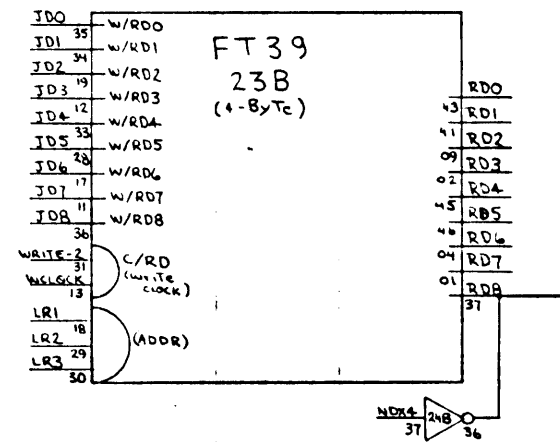 FT39
23B
(4-ByTe)
JD0 35 W/RD0
JD1 34 W/RD1
JD2 19 W/RD2
JD3 12 W/RD3
JD4 33 W/RD4
JD5 28 W/RD5
JD6 17 W/RD6
JD7 11 W/RD7
JD8 36 W/RD8
WRITE-2 31
WCLOCK 13
C/RD
(WRITE
CLOCK)
LR1 18
LR2 29
LR3 30
(ADDR)
RD0 43
RD1 41
RD2 09
RD3 02
RD4 45
RD5 46
RD6 04
RD7 01
RD8 37
NDX4 37 24B 36